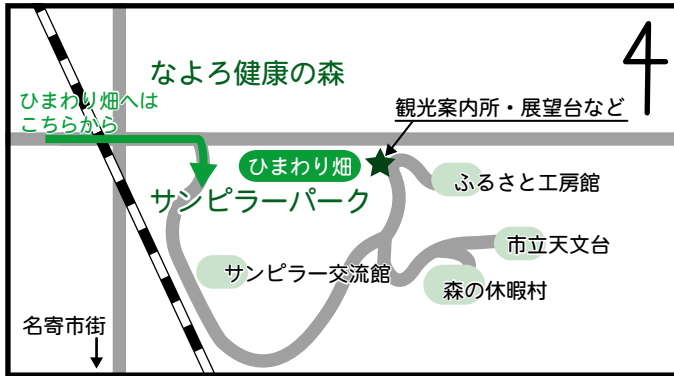 なよろ健康の森
ひまわり畑へは
こちらから
観光案内所・展望台など
ひまわり畑
ふるさと工房館
サンピラーパーク
市立天文台
サンピラー交流館
森の休暇村
名寄市街